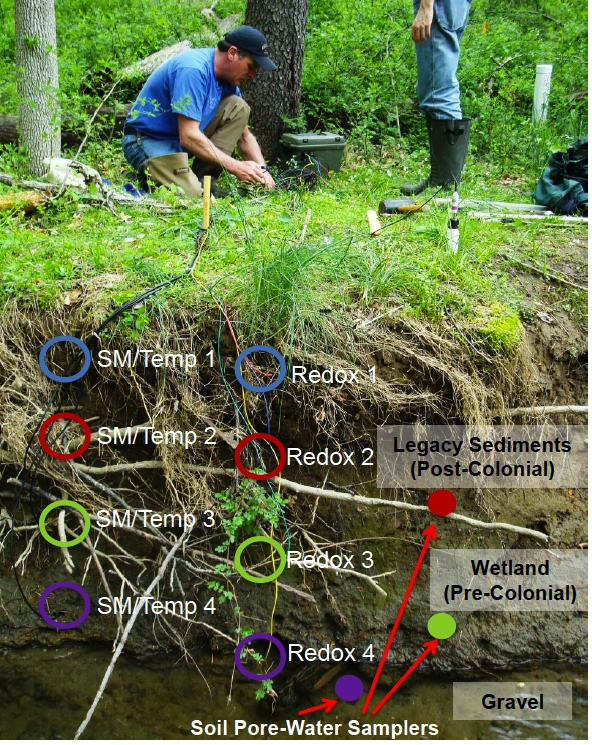 SM/Temp 1
Redox 1
SM/Temp 2
Redox 2
Legacy Sediments
(Post-Colonial)
SM/Temp 3
Redox 3
Wetland
(Pre-Colonial)
SM/Temp 4
Redox 4
Gravel
Soil Pore-Water Samplers